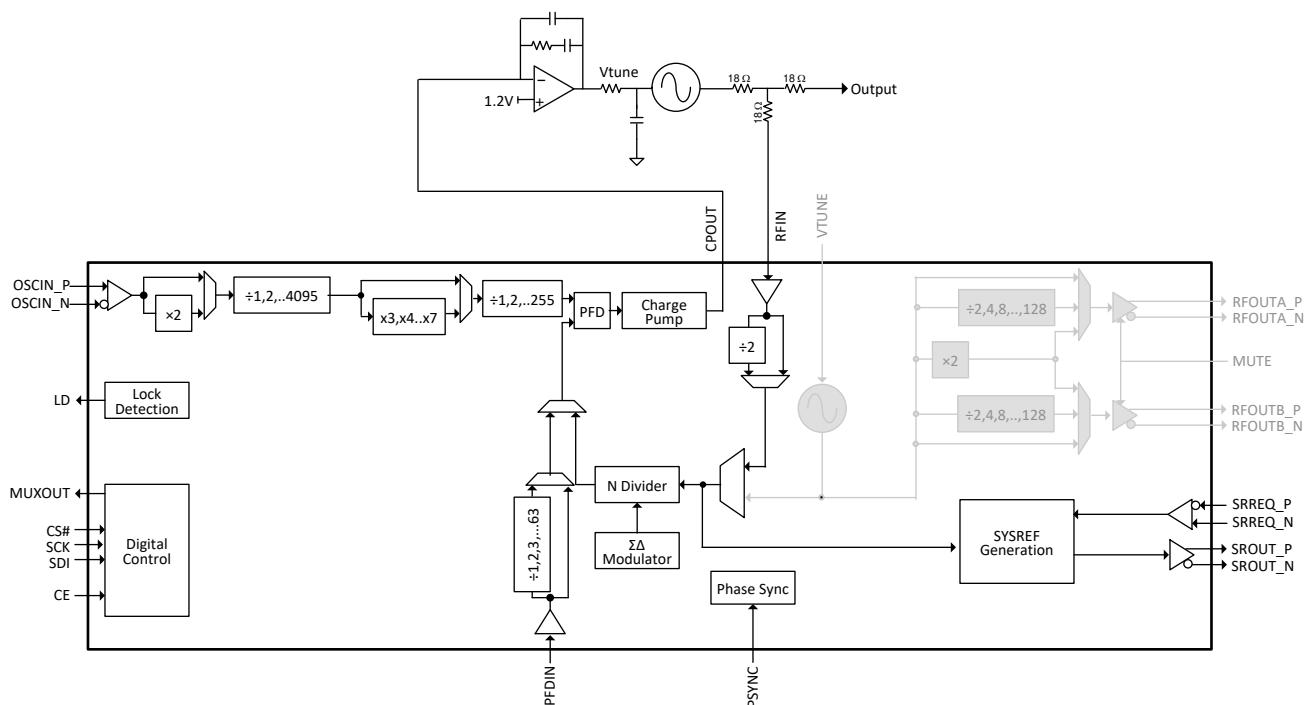 Vtune
1.2V
−
+
18 Ω
18 Ω
18 Ω
Output
CPOUT
RFIN
VTUNE
OSCIN_P
OSCIN_N
×2
÷1,2,..4095
x3,x4..x7
÷1,2,..255
PFD
Charge
Pump
÷2
÷2,4,8,..,128
×2
÷2,4,8,..,128
RFOUTA_P
RFOUTA_N
MUTE
RFOUTB_P
RFOUTB_N
LD
Lock
Detection
MUXOUT
CS#
SCK
SDI
CE
Digital
Control
÷1,2,3,...63
N Divider
ΣΔ
Modulator
Phase Sync
SYSREF
Generation
SRREQ_P
SRREQ_N
SROUT_P
SROUT_N
PFDIN
PSYNC